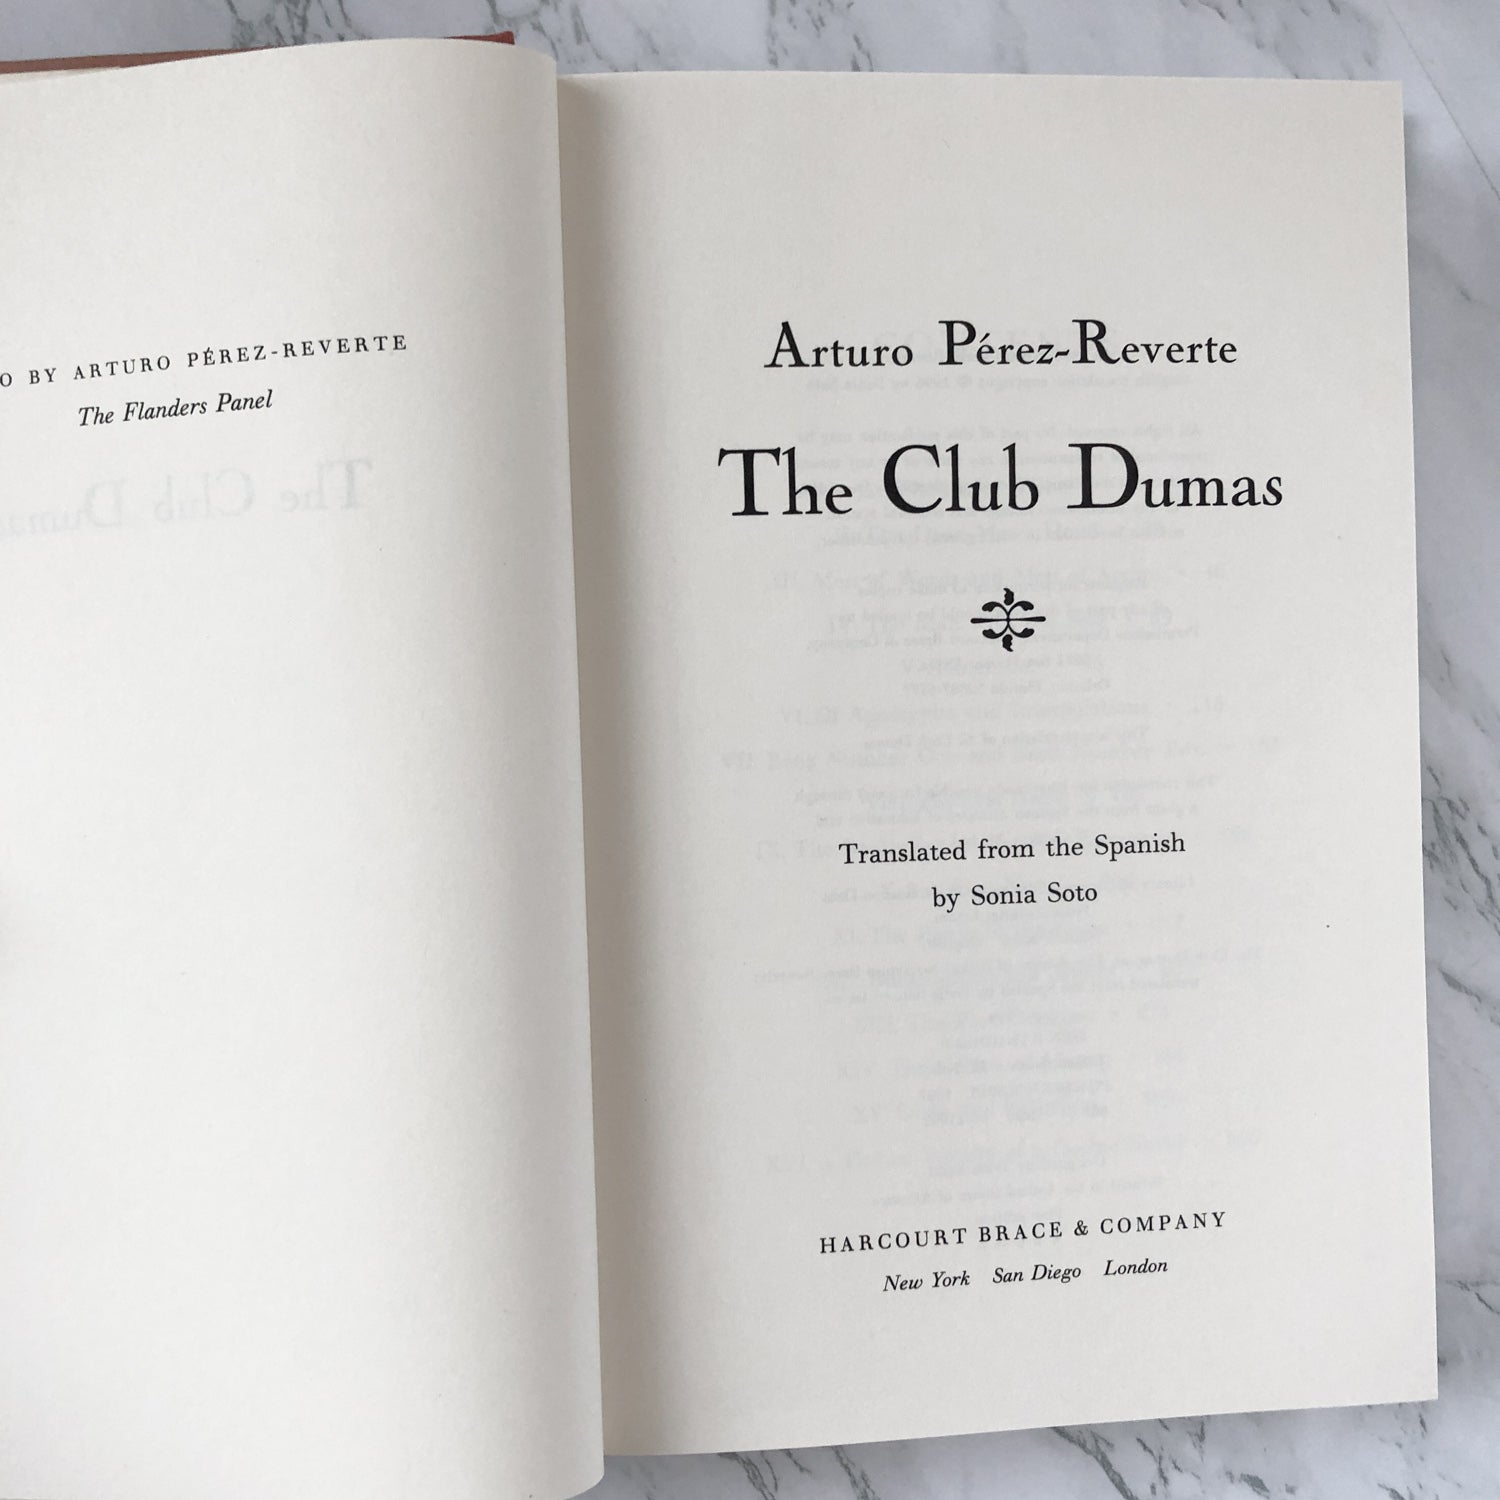 O BY ARTURO PÉREZ-REVERTE
The Flanders Panel
Arturo Pérez-Reverte
The Club Dumas
Translated from the Spanish
by Sonia Soto
HARCOURT BRACE & COMPANY
New York San Diego London